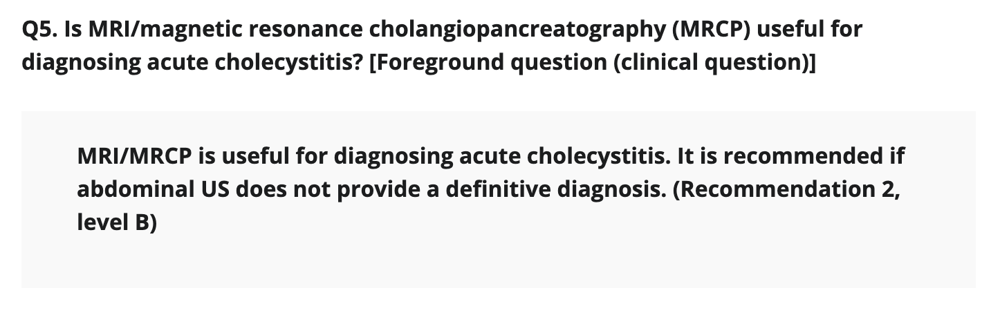 Q5. Is MRI/magnetic resonance cholangiopancreatography (MRCP) useful for
diagnosing acute cholecystitis? [Foreground question (clinical question)]
MRI/MRCP is useful for diagnosing acute cholecystitis. It is recommended if
abdominal US does not provide a definitive diagnosis. (Recommendation 2,
level B)